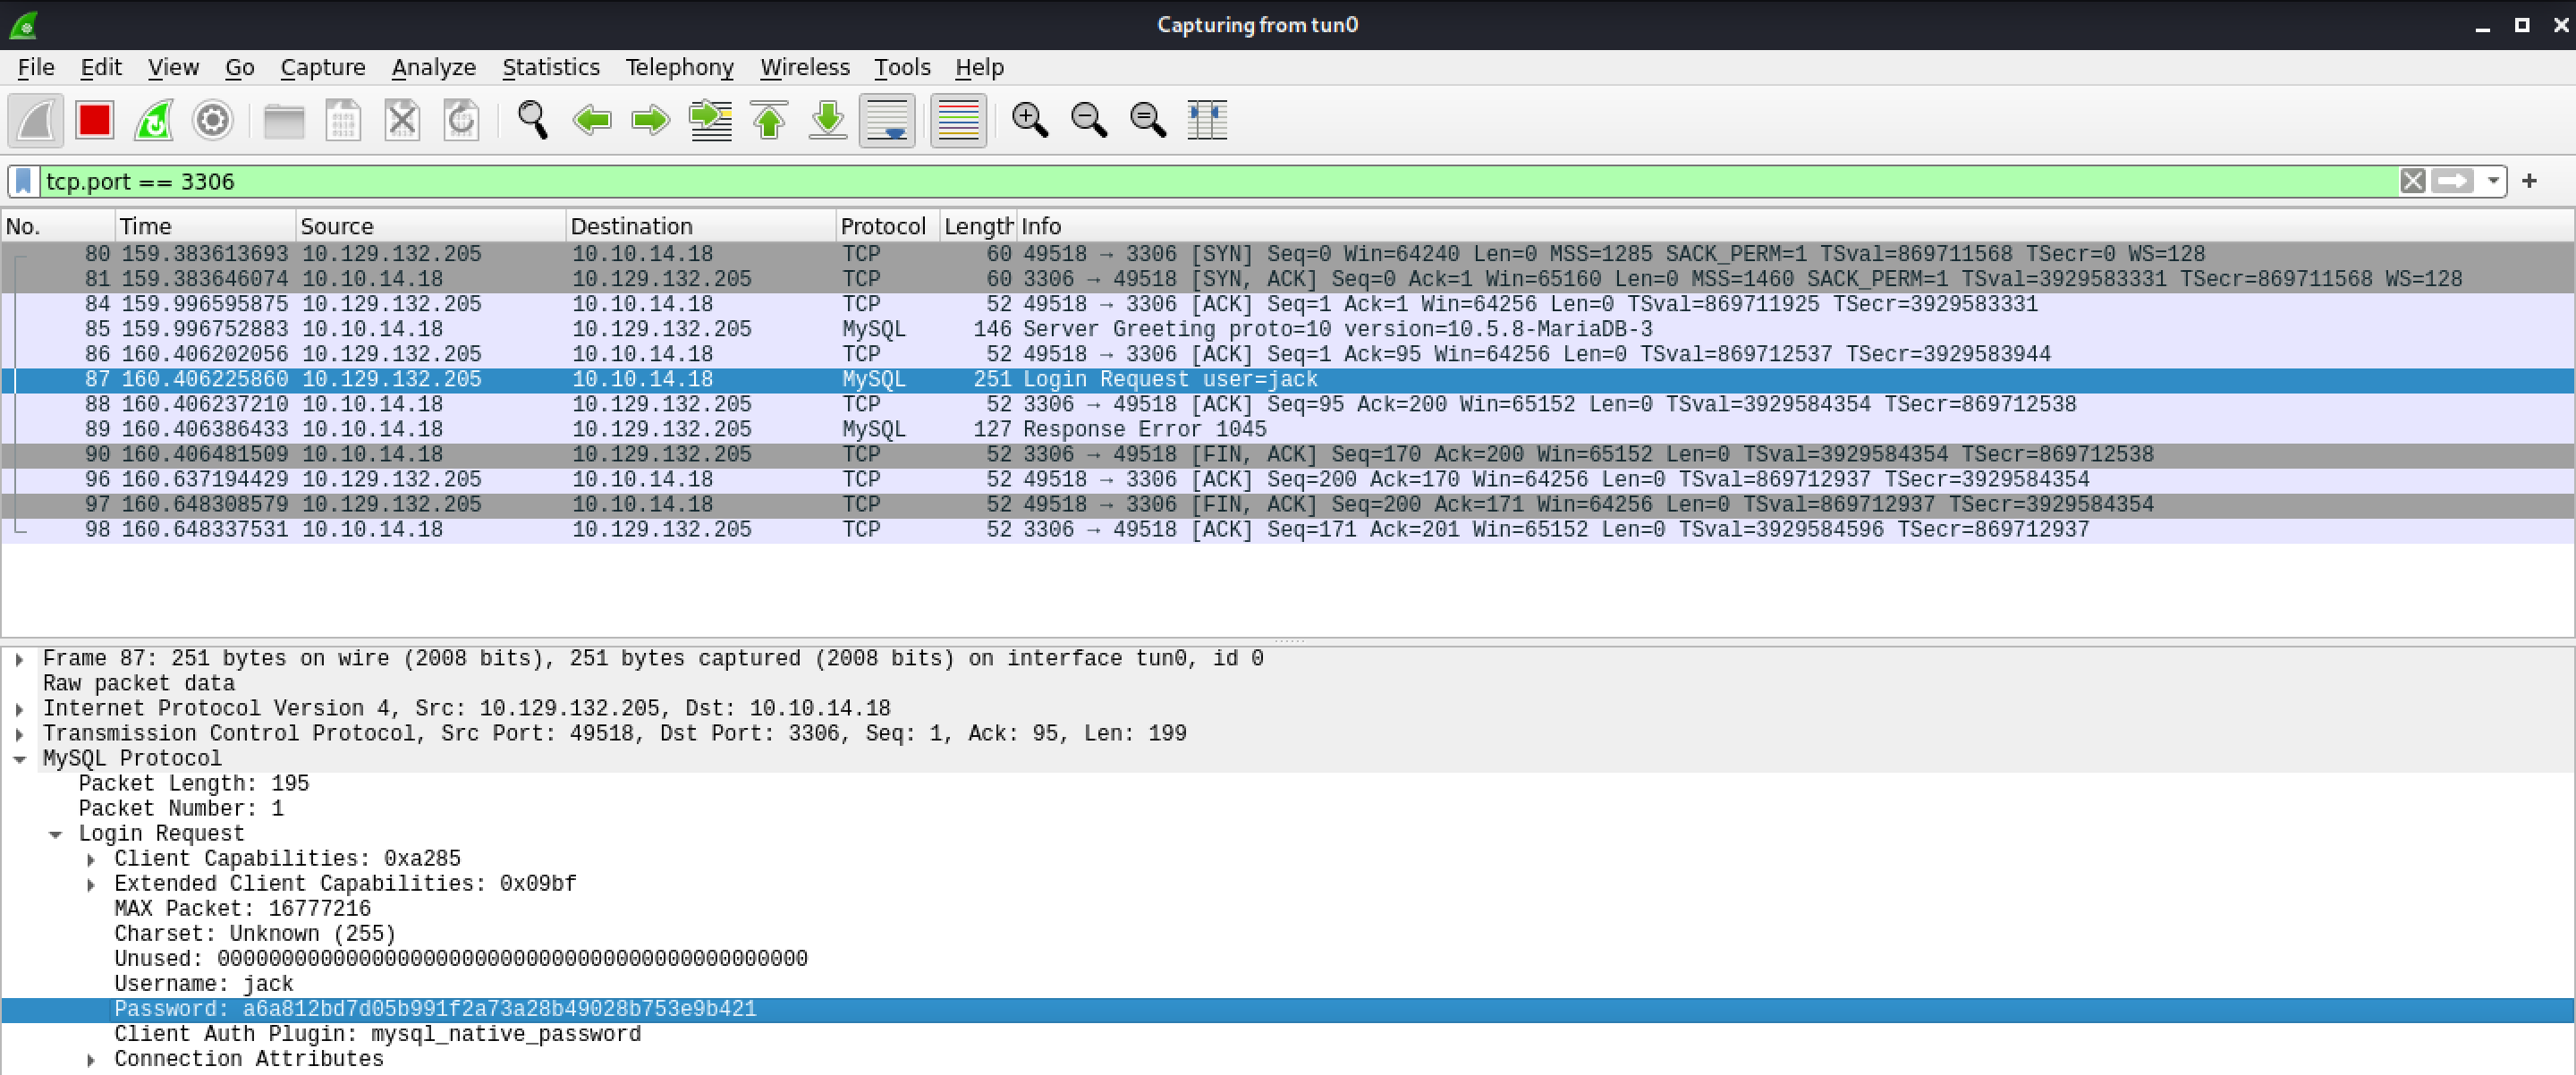 Capturing from tun0
File Edit View Go Capture Analyze Statistics Telephony Wireless Tools Help
tcp.port == 3306
No. Time Source Destination Protocol Length Info
80 159.383613693 10.129.132.205 10.10.14.18 TCP 60 49518 → 3306 [SYN] Seq=0 Win=64240 Len=0 MSS=1285 SACK_PERM=1 TSval=869711568 TSecr=0 WS=128
81 159.383646074 10.10.14.18 10.129.132.205 TCP 60 3306 → 49518 [SYN, ACK] Seq=0 Ack=1 Win=65160 Len=0 MSS=1460 SACK_PERM=1 TSval=3929583331 TSecr=869711568 WS=128
84 159.996595875 10.129.132.205 10.10.14.18 TCP 52 49518 → 3306 [ACK] Seq=1 Ack=1 Win=64256 Len=0 TSval=869711925 TSecr=3929583331
85 159.996752883 10.10.14.18 10.129.132.205 MySQL 146 Server Greeting proto=10 version=10.5.8-MariaDB-3
86 160.406202056 10.129.132.205 10.10.14.18 TCP 52 49518 → 3306 [ACK] Seq=1 Ack=95 Win=64256 Len=0 TSval=869712537 TSecr=3929583944
87 160.406225860 10.129.132.205 10.10.14.18 MySQL 251 Login Request user=jack
88 160.406237210 10.10.14.18 10.129.132.205 TCP 52 3306 → 49518 [ACK] Seq=95 Ack=200 Win=65152 Len=0 TSval=3929584354 TSecr=869712538
89 160.406386433 10.10.14.18 10.129.132.205 MySQL 127 Response Error 1045
90 160.406481509 10.10.14.18 10.129.132.205 TCP 52 3306 → 49518 [FIN, ACK] Seq=170 Ack=200 Win=65152 Len=0 TSval=3929584354 TSecr=869712538
96 160.637194429 10.129.132.205 10.10.14.18 TCP 52 49518 → 3306 [ACK] Seq=200 Ack=170 Win=64256 Len=0 TSval=869712937 TSecr=3929584354
97 160.648308579 10.129.132.205 10.10.14.18 TCP 52 49518 → 3306 [FIN, ACK] Seq=200 Ack=171 Win=64256 Len=0 TSval=869712937 TSecr=3929584354
98 160.648337531 10.10.14.18 10.129.132.205 TCP 52 3306 → 49518 [ACK] Seq=171 Ack=201 Win=65152 Len=0 TSval=3929584596 TSecr=869712937
Frame 87: 251 bytes on wire (2008 bits), 251 bytes captured (2008 bits) on interface tun0, id 0
Raw packet data
Internet Protocol Version 4, Src: 10.129.132.205, Dst: 10.10.14.18
Transmission Control Protocol, Src Port: 49518, Dst Port: 3306, Seq: 1, Ack: 95, Len: 199
MySQL Protocol
Packet Length: 195
Packet Number: 1
Login Request
Client Capabilities: 0xa285
Extended Client Capabilities: 0x09bf
MAX Packet: 16777216
Charset: Unknown (255)
Unused: 0000000000000000000000000000000000000000000000
Username: jack
Password: a6a812bd7d05b991f2a73a28b49028b753e9b421
Client Auth Plugin: mysql_native_password
Connection Attributes